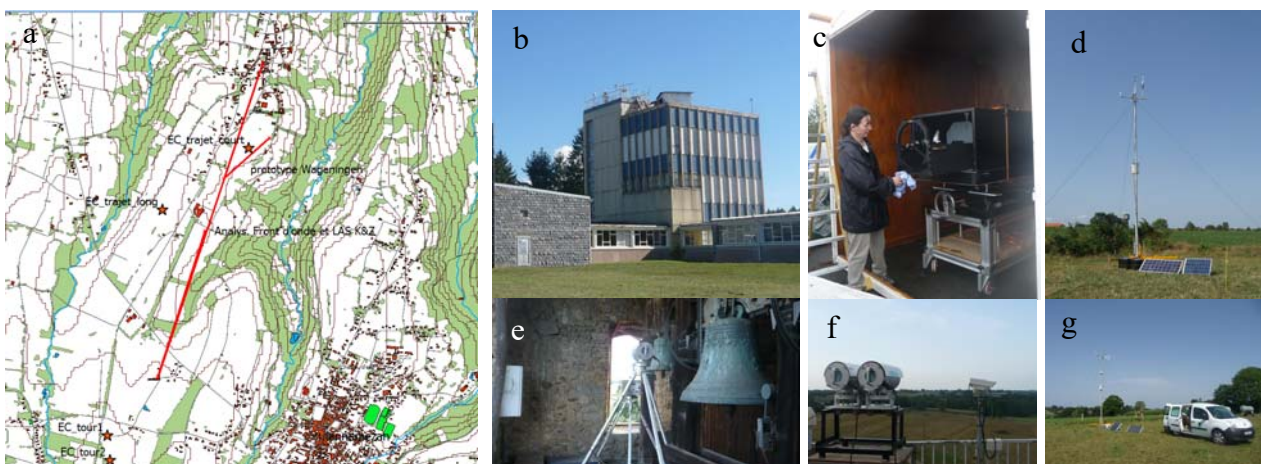 a
b
c
d
e
f
g
EC_trajet_court
prototype Wageningen
EC_trajet_long
Analys. Front d'onde et LAS K&Z
EC_tour1
EC_tour2